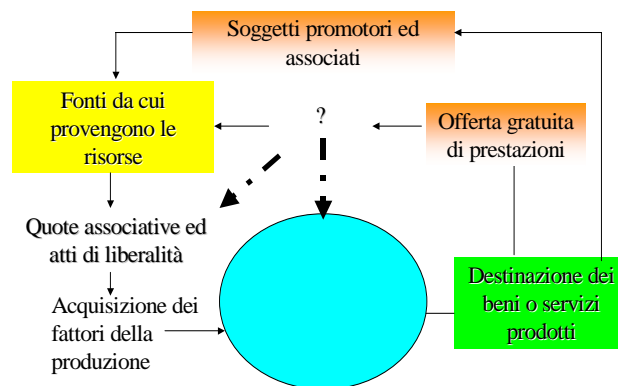 Soggetti promotori ed
associati
Fonti da cui
provengono le
risorse
?
Offerta gratuita
di prestazioni
Quote associative ed
atti di liberalità
Acquisizione dei
fattori della
produzione
Destinazione dei
beni o servizi
prodotti